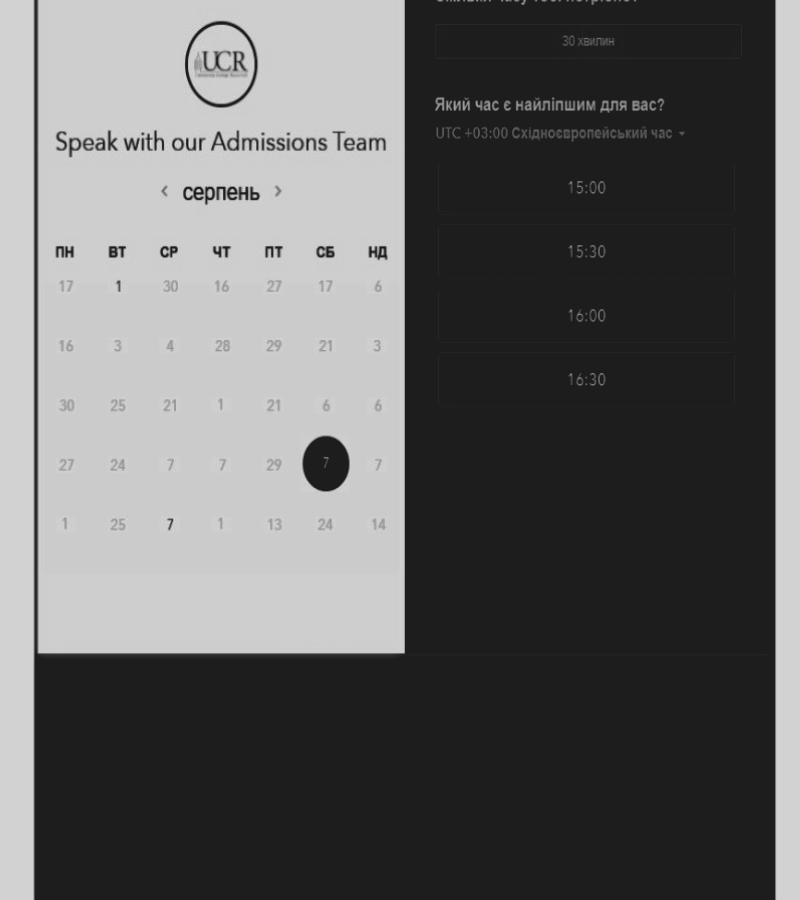 UCR
Speak with our Admissions Team
серпень
ПН ВТ СР ЧТ ПТ СБ НД
17 1 30 16 27 17 6
16 3 4 28 29 21 3
30 25 21 1 21 6 6
27 24 7 7 29 7 7
1 25 7 1 13 24 14
30 хвилин
Який час є найліпшим для вас?
UTC +03:00 Східноєвропейський час
15:00
15:30
16:00
16:30